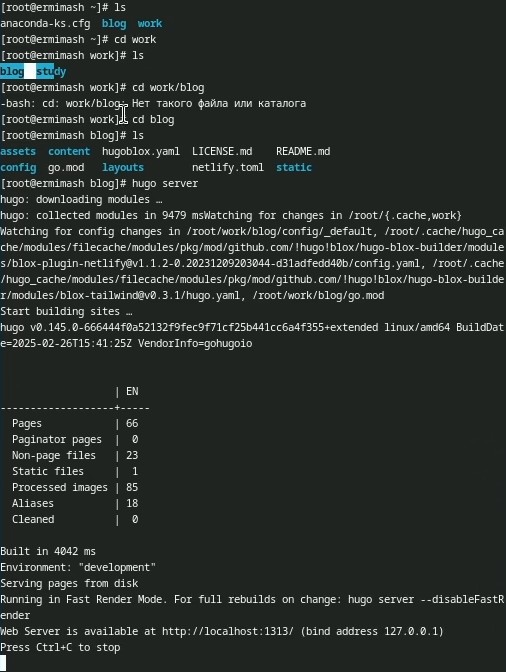 [root@ermimash ~]# ls
anaconda-ks.cfg  blog  work
[root@ermimash ~]# cd work
[root@ermimash work]# ls
blog  study
[root@ermimash work]# cd work/blog
-bash: cd: work/blog: Нет такого файла или каталога
[root@ermimash work]# cd blog
[root@ermimash blog]# ls
assets  content  hugoblox.yaml  LICENSE.md  README.md
config  go.mod  layouts  netlify.toml  static
[root@ermimash blog]# hugo server
hugo: downloading modules …
hugo: collected modules in 9479 msWatching for changes in /root/{.cache,work}
Watching for config changes in /root/work/blog/config/_default, /root/.cache/hugo_ca
che/modules/filecache/modules/pkg/mod/github.com/!hugo!blox/hugo-blox-builder/module
s/blox-plugin-netlify@v1.1.2-0.20231209203044-d31adfedd40b/config.yaml, /root/.cache
/hugo_cache/modules/filecache/modules/pkg/mod/github.com/!hugo!blox/hugo-blox-builde
r/modules/blox-tailwind@v0.3.1/hugo.yaml, /root/work/blog/go.mod
Start building sites …
hugo v0.145.0-666444f0a52132f9fec9f71cf25b441cc6a4f355+extended linux/amd64 BuildDat
e=2025-02-26T15:41:25Z VendorInfo=gohugoio
| EN
-------------------+-----
Pages | 66
Paginator pages | 0
Non-page files | 23
Static files | 1
Processed images | 85
Aliases | 18
Cleaned | 0
Built in 4042 ms
Environment: "development"
Serving pages from disk
Running in Fast Render Mode. For full rebuilds on change: hugo server --disableFastR
ender
Web Server is available at http://localhost:1313/ (bind address 127.0.0.1)
Press Ctrl+C to stop